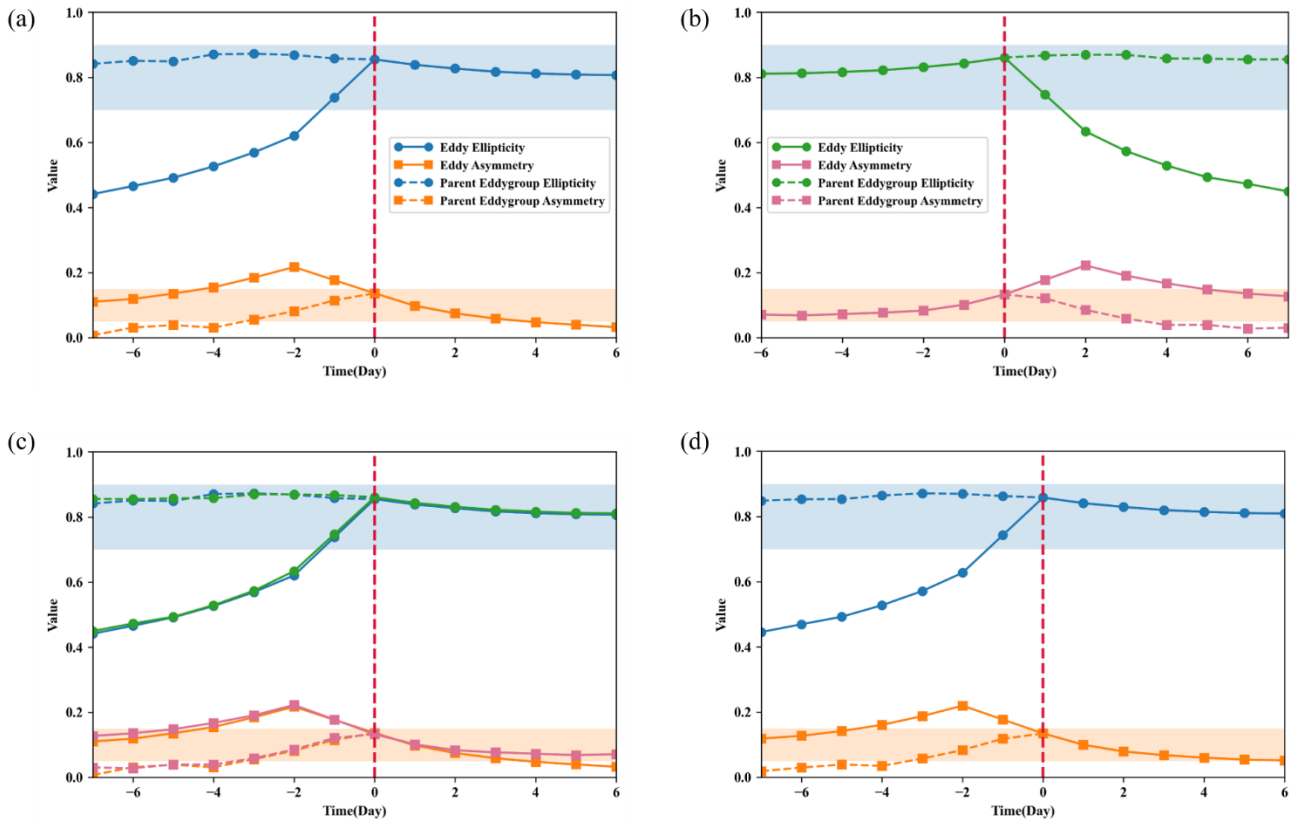 (a)
1.0
0.8
0.6
0.4
0.2
0.0
Value
Eddy Ellipticity
Eddy Asymmetry
Parent Eddygroup Ellipticity
Parent Eddygroup Asymmetry
−6 −4 −2 0 2 4 6
Time(Day)
(b)
1.0
0.8
0.6
0.4
0.2
0.0
Value
Eddy Ellipticity
Eddy Asymmetry
Parent Eddygroup Ellipticity
Parent Eddygroup Asymmetry
−6 −4 −2 0 2 4 6
Time(Day)
(c)
1.0
0.8
0.6
0.4
0.2
0.0
Value
−6 −4 −2 0 2 4 6
Time(Day)
(d)
1.0
0.8
0.6
0.4
0.2
0.0
Value
−6 −4 −2 0 2 4 6
Time(Day)